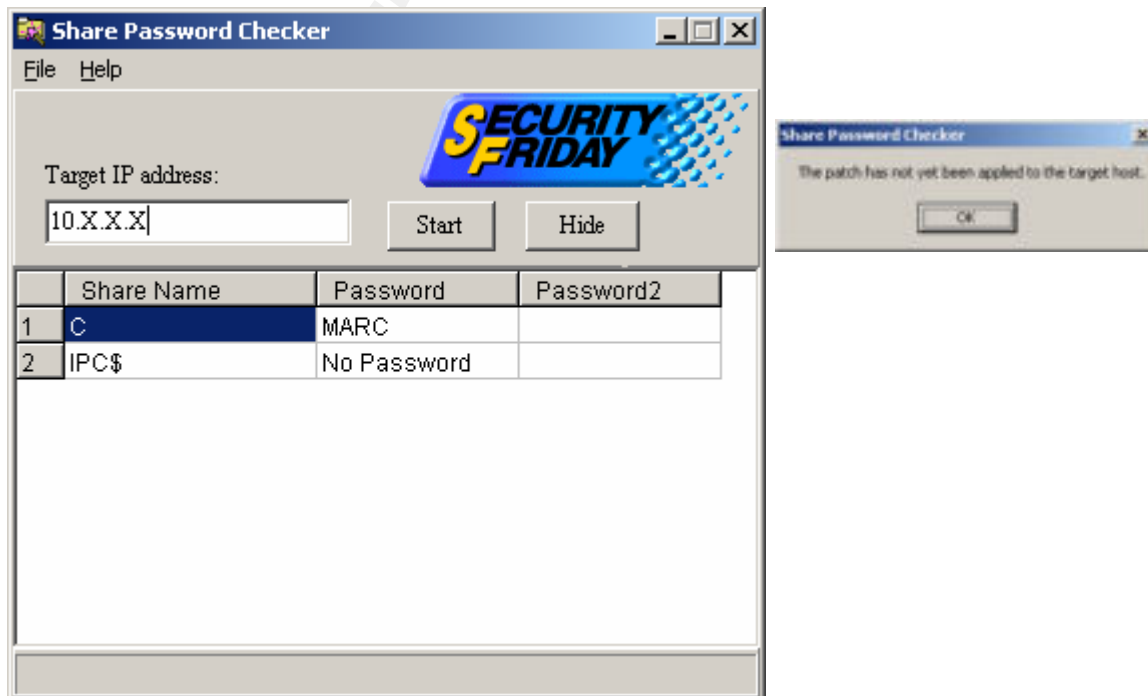 Share Password Checker
File Help
SECURITY
FRIDAY
Target IP address:
10.X.X.X
Start Hide
Share Name Password Password2
1 C MARC
2 IPC$ No Password
Share Password Checker
The patch has not yet been applied to the target host.
OK